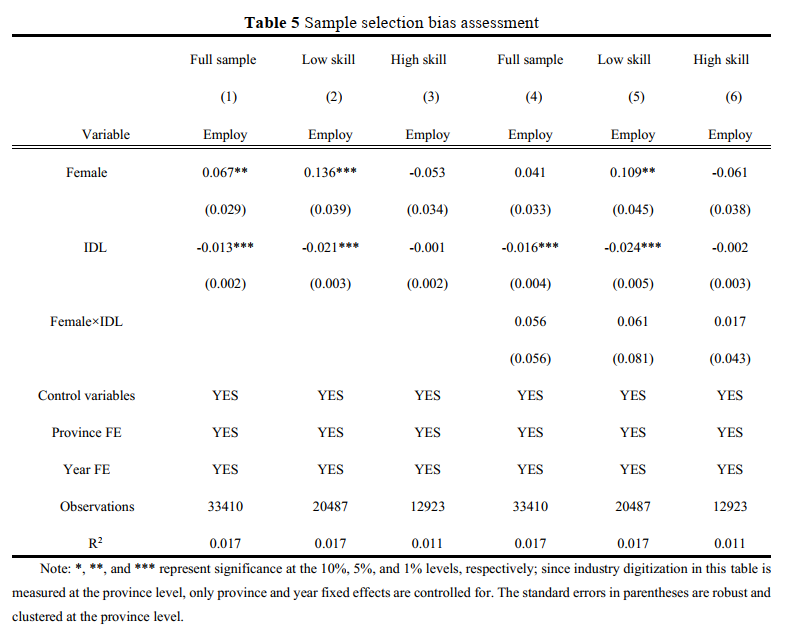 Table 5 Sample selection bias assessment
Full sample Low skill High skill Full sample Low skill High skill
(1) (2) (3) (4) (5) (6)
Variable Employ Employ Employ Employ Employ Employ
Female 0.067** 0.136*** -0.053 0.041 0.109** -0.061
(0.029) (0.039) (0.034) (0.033) (0.045) (0.038)
IDL -0.013*** -0.021*** -0.001 -0.016*** -0.024*** -0.002
(0.002) (0.003) (0.002) (0.004) (0.005) (0.003)
Female×IDL 0.056 0.061 0.017
(0.056) (0.081) (0.043)
Control variables YES YES YES YES YES YES
Province FE YES YES YES YES YES YES
Year FE YES YES YES YES YES YES
Observations 33410 20487 12923 33410 20487 12923
R² 0.017 0.017 0.011 0.017 0.017 0.011
Note: *, **, and *** represent significance at the 10%, 5%, and 1% levels, respectively; since industry digitization in this table is
measured at the province level, only province and year fixed effects are controlled for. The standard errors in parentheses are robust and
clustered at the province level.